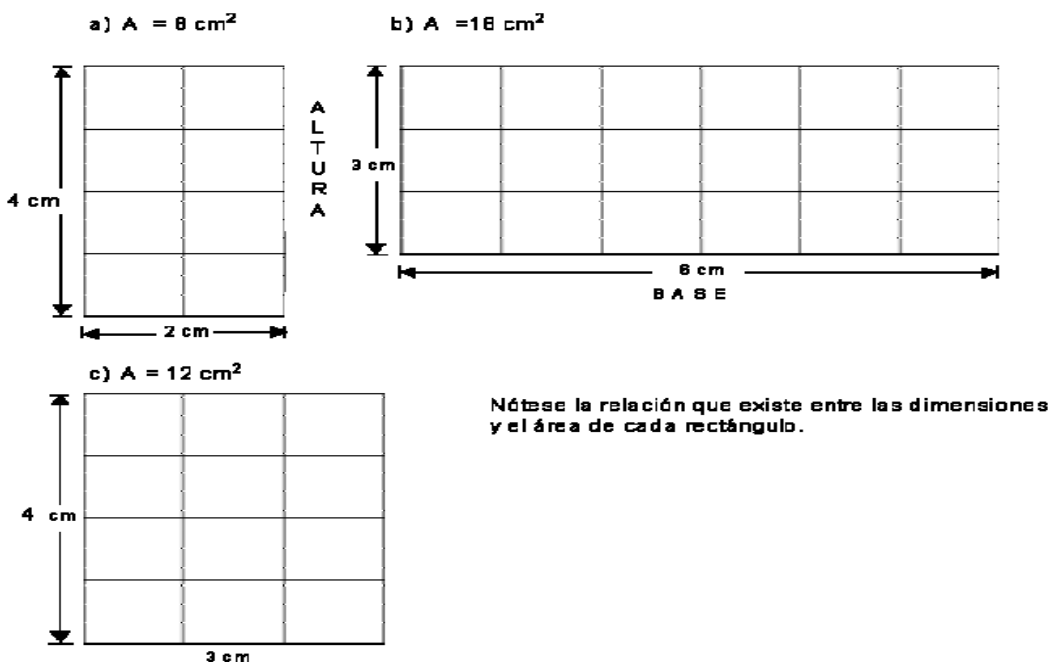 a) A = 8 cm²
b) A =18 cm²
4 cm
2 cm
ALTURA
3 cm
6 cm
BASE
c) A = 12 cm²
4 cm
3 cm
Nótese la relación que existe entre las dimensiones
y el área de cada rectángulo.